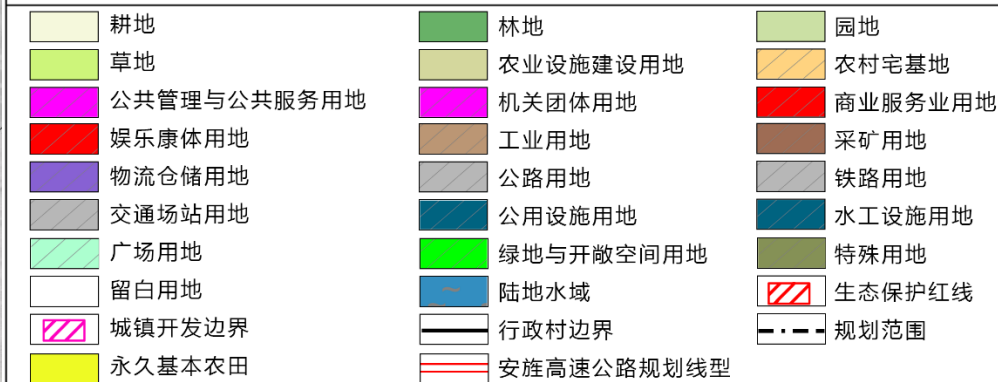 耕地 林地 园地
草地 农业设施建设用地 农村宅基地
公共管理与公共服务用地 机关团体用地 商业服务业用地
娱乐康体用地 工业用地 采矿用地
物流仓储用地 公路用地 铁路用地
交通场站用地 公用设施用地 水工设施用地
广场用地 绿地与开敞空间用地 特殊用地
留白用地 陆地水域 生态保护红线
城镇开发边界 行政村边界 规划范围
永久基本农田 安旌高速公路规划线型